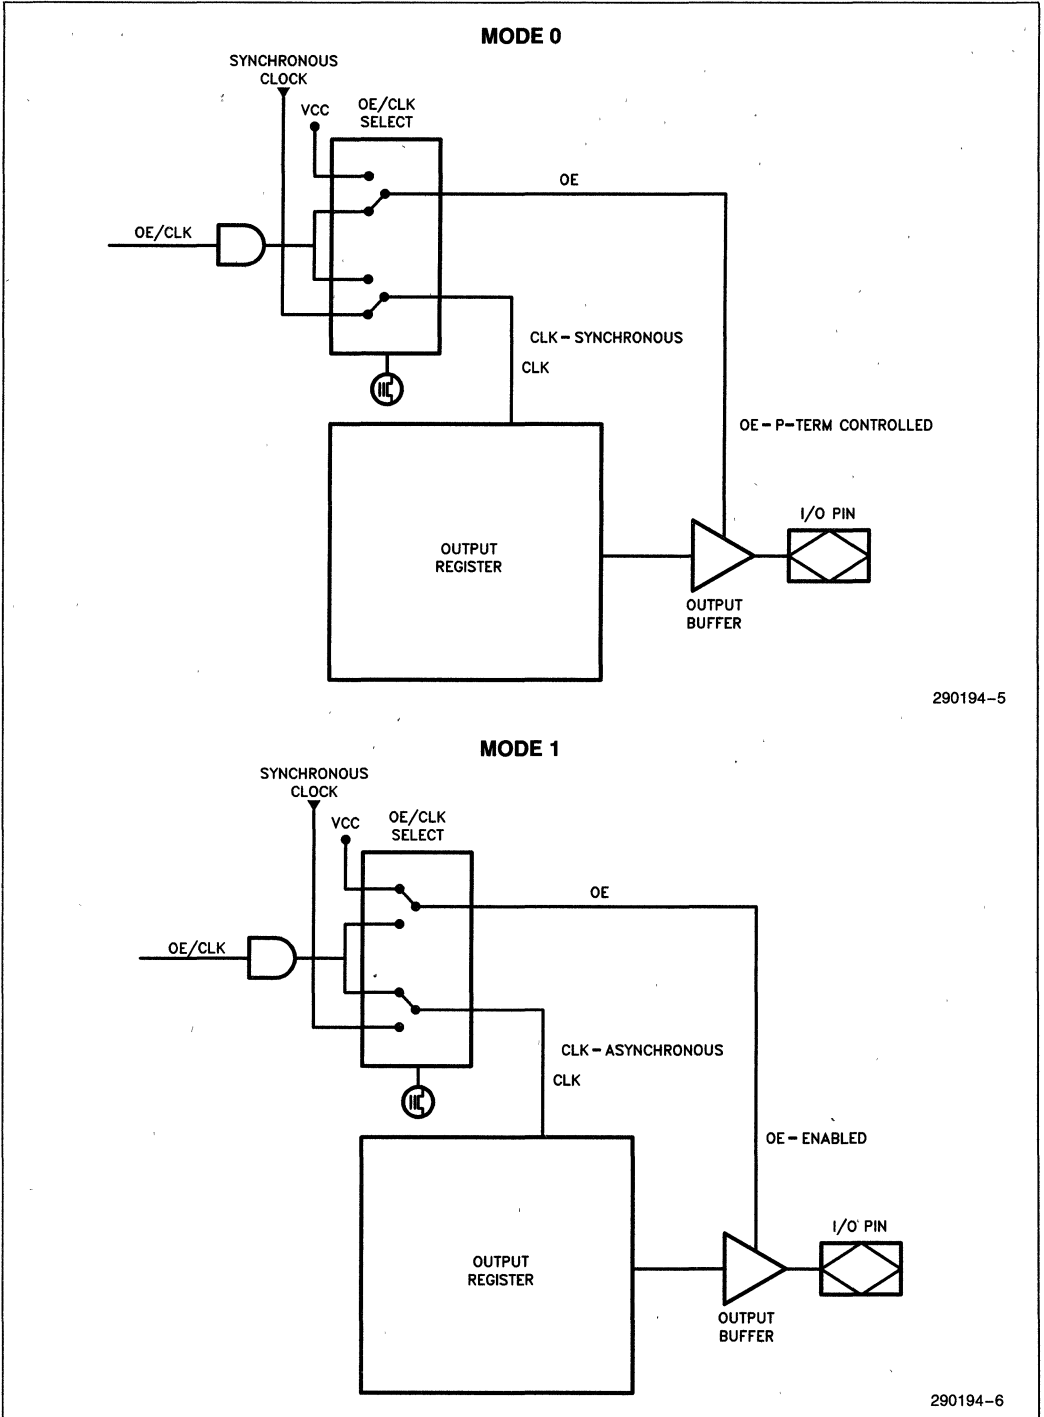 MODE 0
SYNCHRONOUS
CLOCK
VCC
OE/CLK
SELECT
OE
OE/CLK
CLK – SYNCHRONOUS
CLK
OE – P–TERM CONTROLLED
I/O PIN
OUTPUT
REGISTER
OUTPUT
BUFFER
290194–5
MODE 1
SYNCHRONOUS
CLOCK
VCC
OE/CLK
SELECT
OE
OE/CLK
CLK – ASYNCHRONOUS
CLK
OE – ENABLED
I/O PIN
OUTPUT
REGISTER
OUTPUT
BUFFER
290194–6